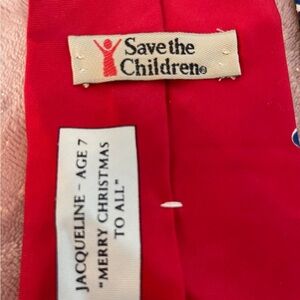 Save the
Children®
JACQUELINE - AGE 7
"MERRY CHRISTMAS
TO ALL"